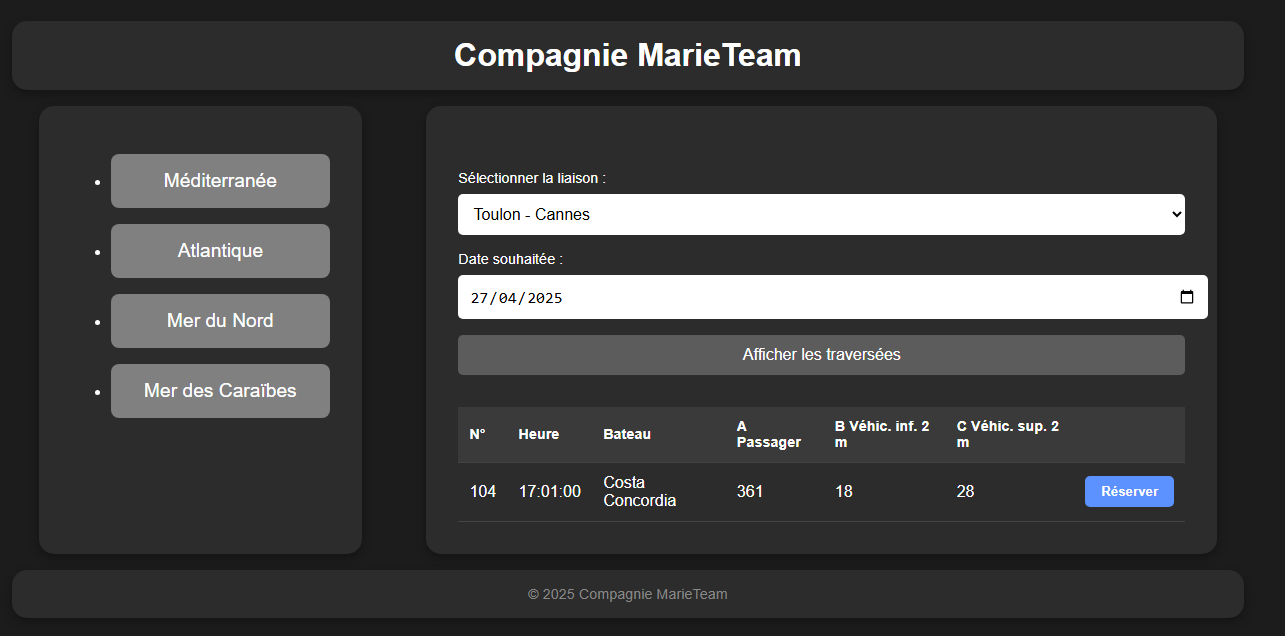 Compagnie MarieTeam
Méditerranée
Atlantique
Mer du Nord
Mer des Caraïbes
Sélectionner la liaison :
Toulon - Cannes
Date souhaitée :
27/04/2025
Afficher les traversées
N° Heure Bateau A Passager B Véhic. inf. 2 m C Véhic. sup. 2 m
104 17:01:00 Costa Concordia 361 18 28 Réserver
© 2025 Compagnie MarieTeam